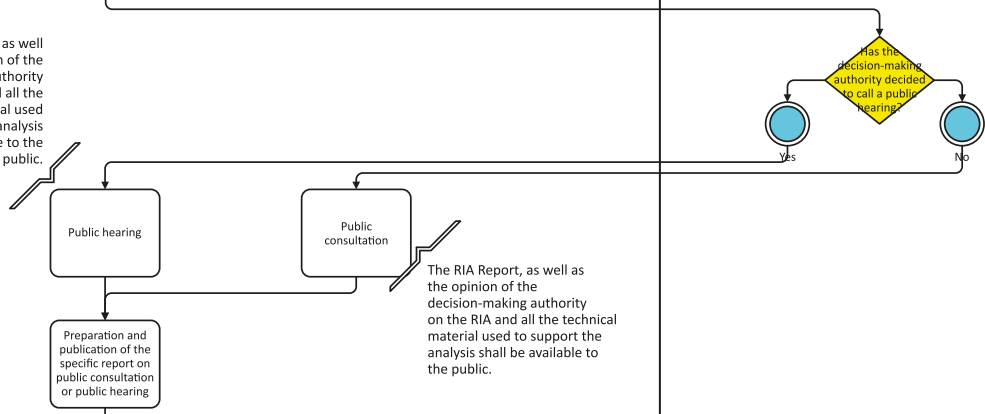 as well
n of the
uthority
d all the
al used
analysis
e to the
public.
Has the
decision-making
authority decided
to call a public
hearing?
Yes
No
Public hearing
Public
consultation
The RIA Report, as well as
the opinion of the
decision-making authority
on the RIA and all the technical
material used to support the
analysis shall be available to
the public.
Preparation and
publication of the
specific report on
public consultation
or public hearing